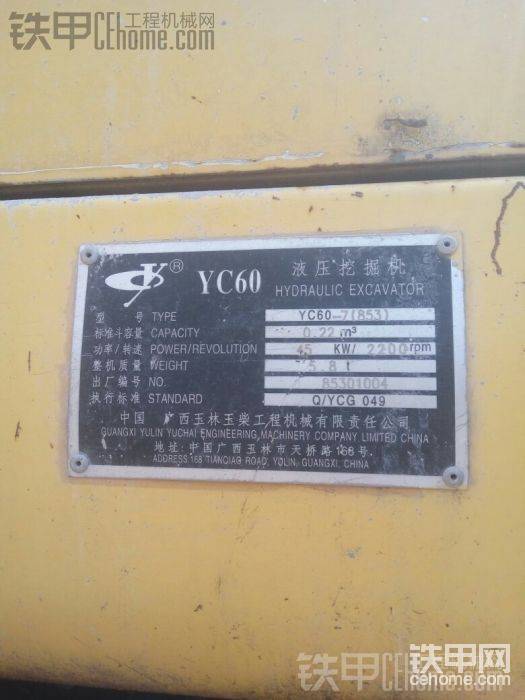 铁甲 工程机械网
CEhome.com
® YC60 液压挖掘机
HYDRAULIC EXCAVATOR
型 号 TYPE YC60-7(853)
标准斗容量 CAPACITY 0.22 m³
功率/转速 POWER/REVOLUTION 45 KW/ 2200 rpm
整机质量 WEIGHT 5.8 t
出厂编号 NO. 85301004
执行标准 STANDARD Q/YCG 049
中国 广西玉林玉柴工程机械有限责任公司
GUANGXI YULIN YUCHAI ENGINEERING MACHINERY COMPANY LIMITED CHINA
地址:中国广西玉林市天桥路168号.
ADDRESS:168 TIANQIAO ROAD, YULIN, GUANGXI, CHINA
铁甲网
CEhome.com